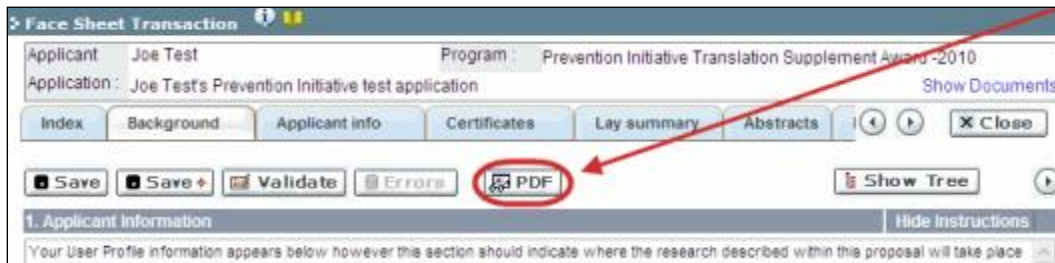 Face Sheet Transaction
Applicant Joe Test Program : Prevention Initiative Translation Supplement Award -2010
Application : Joe Test's Prevention Initiative test application Show Documents
Index Background Applicant info Certificates Lay summary Abstracts X Close
Save Save + Validate Errors PDF Show Tree
1. Applicant Information Hide Instructions
Your User Profile information appears below however this section should indicate where the research described within this proposal will take place